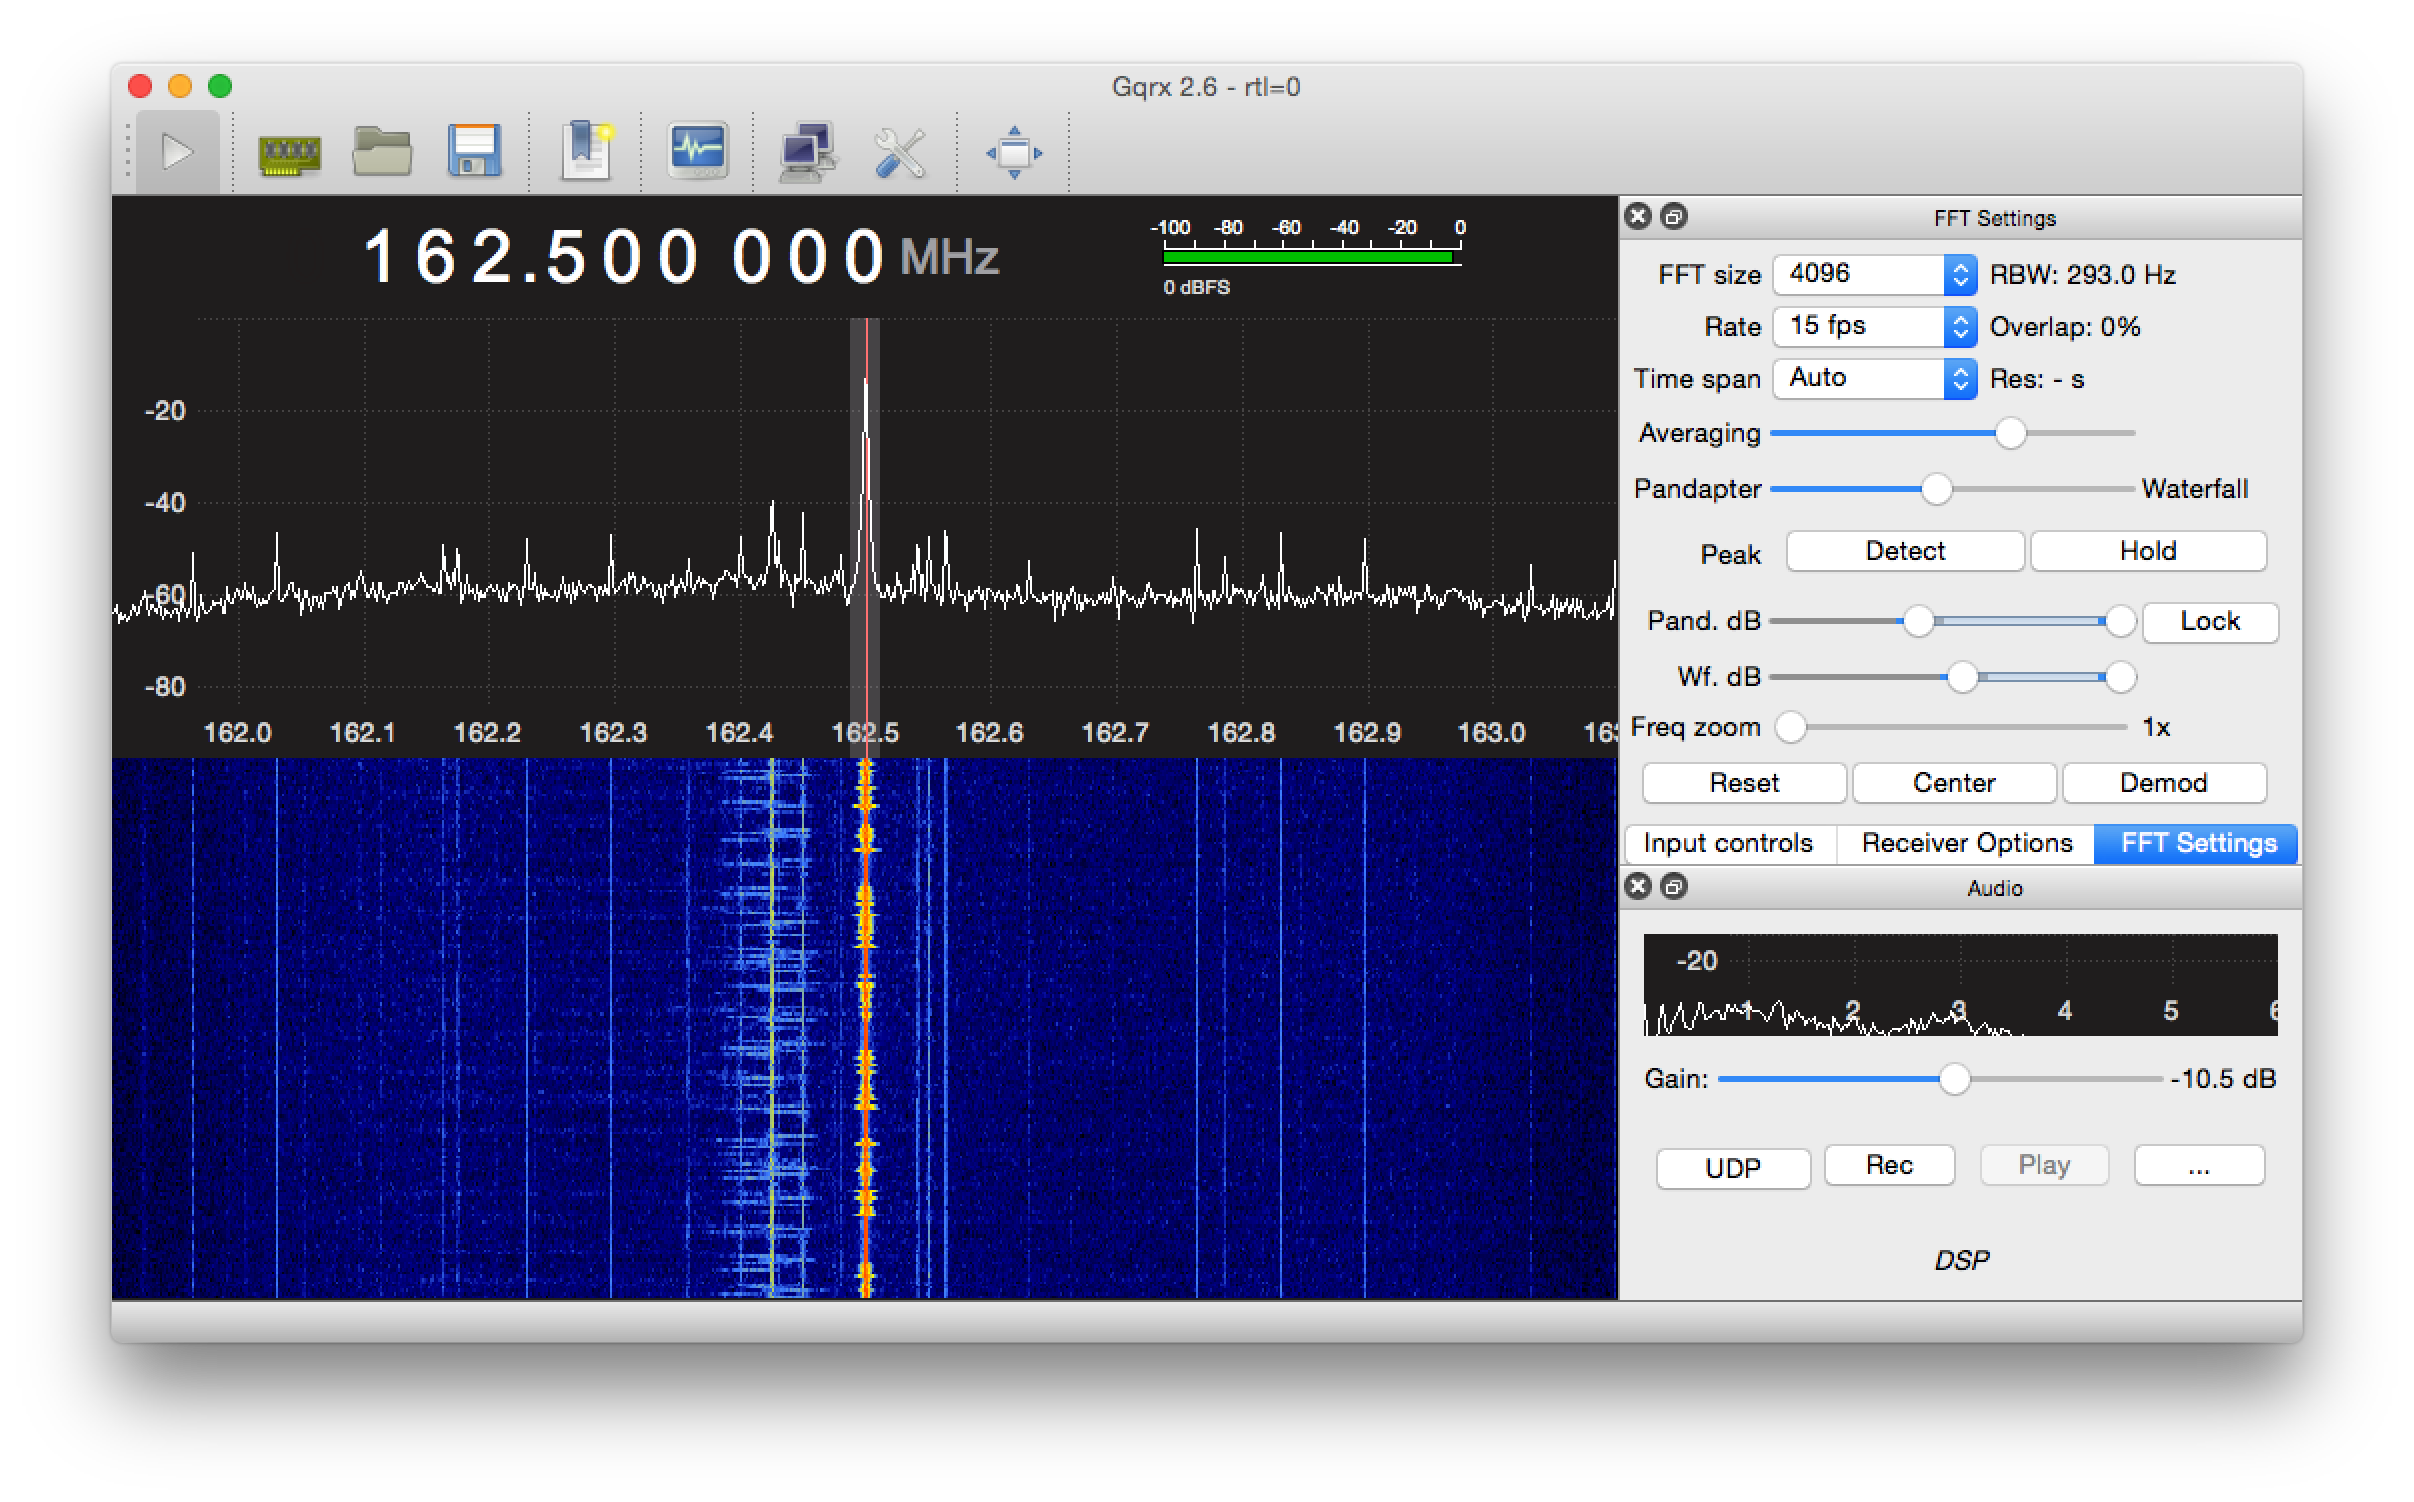 Gqrx 2.6 - rtl=0
162.500 000 MHz
-100 -80 -60 -40 -20 0
0 dBFS
-20
-40
-60
-80
162.0 162.1 162.2 162.3 162.4 162.5 162.6 162.7 162.8 162.9 163.0
FFT Settings
FFT size 4096 RBW: 293.0 Hz
Rate 15 fps Overlap: 0%
Time span Auto Res: - s
Averaging
Pandapter Waterfall
Peak Detect Hold
Pand. dB Lock
Wf. dB
Freq zoom 1x
Reset Center Demod
Input controls Receiver Options FFT Settings
Audio
-20
1 2 3 4 5 6
Gain: -10.5 dB
UDP Rec Play ...
DSP